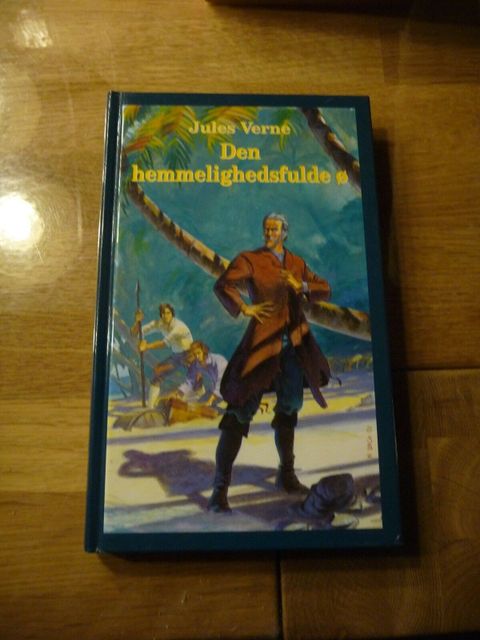 Jules Verne
Den
hemmelighedsfulde ø